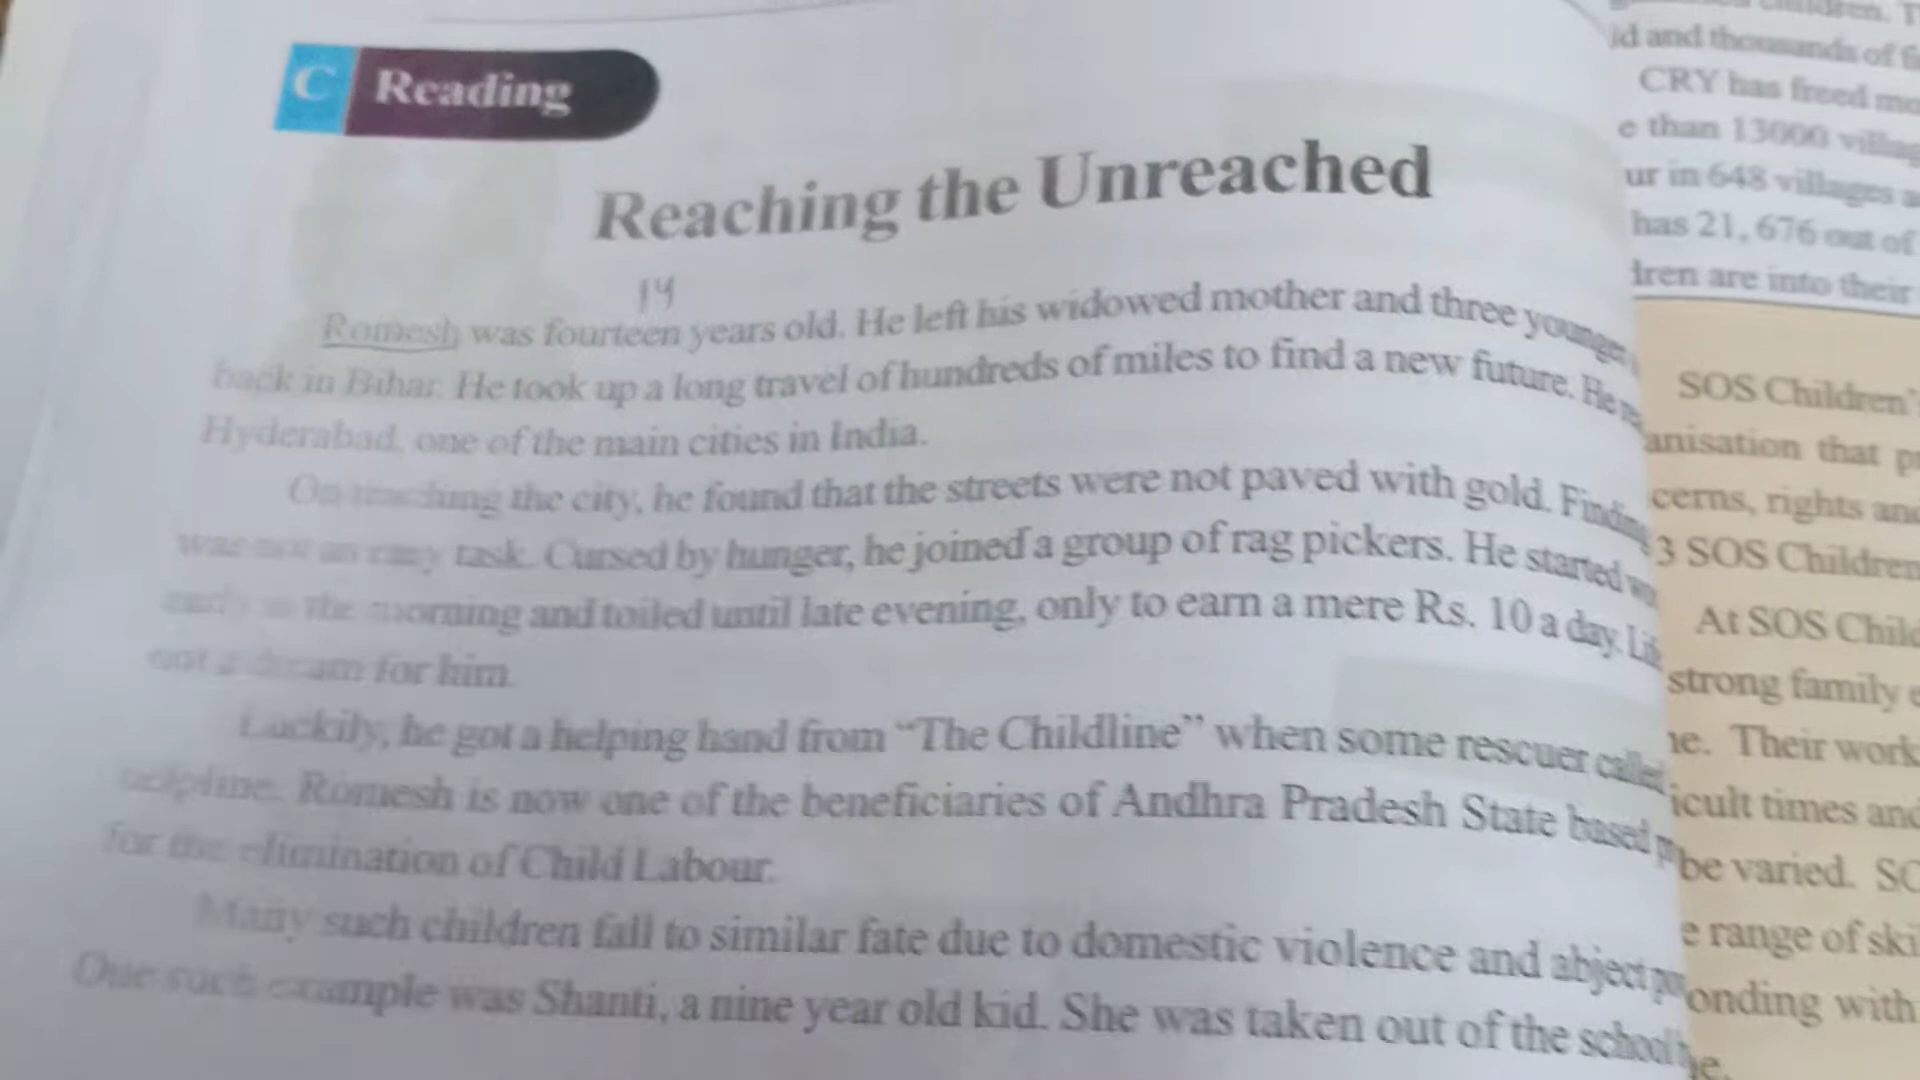 C Reading
Reaching the Unreached
14
Romesh was fourteen years old. He left his widowed mother and three younger
back in Bihar. He took up a long travel of hundreds of miles to find a new future. He
Hyderabad, one of the main cities in India.
the city, he found that the streets were not paved with gold. Finding
was not an easy task. Cursed by hunger, he joined a group of rag pickers. He started
early in the morning and toiled until late evening, only to earn a mere Rs. 10 a day.
not a dream for him.
Luckily, he got a helping hand from “The Childline” when some rescuer called
helpline. Romesh is now one of the beneficiaries of Andhra Pradesh State based
for the elimination of Child Labour.
Many such children fall to similar fate due to domestic violence and abject
One such example was Shanti, a nine year old kid. She was taken out of the school
children. T
id and thousands of
CRY has freed
e than 13000
ur in 648 villages
has 21, 676 out of
dren are into their
SOS Children'
anisation that
cerns, rights
3 SOS Children
At SOS
strong family
ne. Their work
icult times
be varied.
e range of
onding with